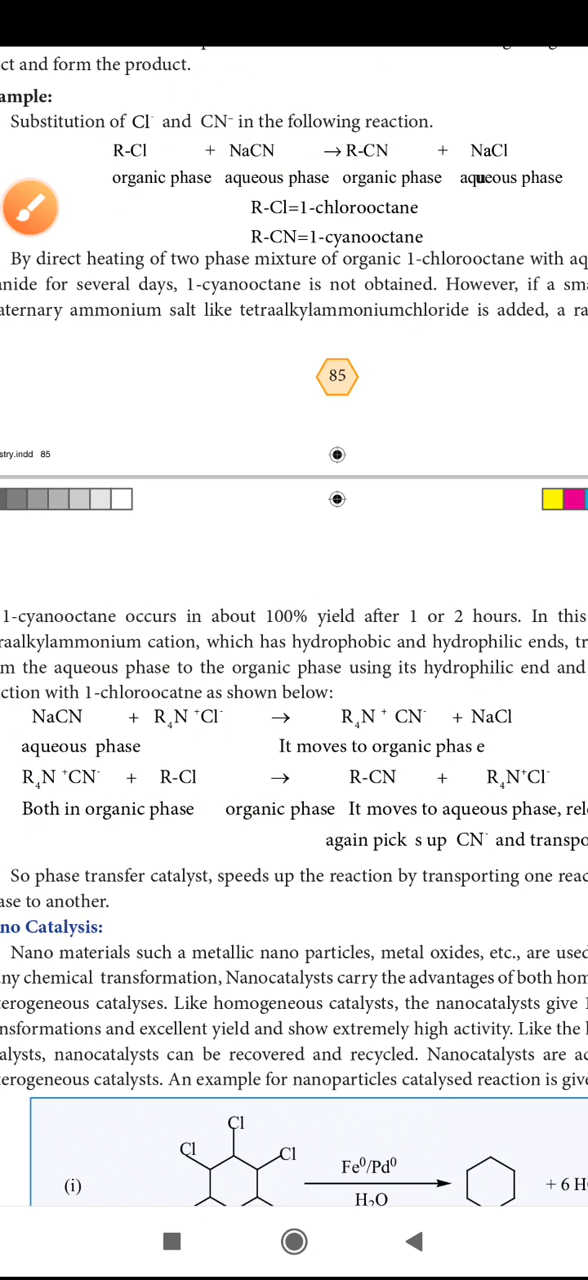 ct and form the product.
ample:
Substitution of Cl⁻ and CN⁻ in the following reaction.
R-Cl + NaCN → R-CN + NaCl
organic phase aqueous phase organic phase aqueous phase
R-Cl=1-chlorooctane
R-CN=1-cyanooctane
By direct heating of two phase mixture of organic 1-chlorooctane with aq
nide for several days, 1-cyanooctane is not obtained. However, if a sm
aternary ammonium salt like tetraalkylammoniumchloride is added, a ra
85
stry.indd 85
1-cyanooctane occurs in about 100% yield after 1 or 2 hours. In this
raalkylammonium cation, which has hydrophobic and hydrophilic ends, tr
m the aqueous phase to the organic phase using its hydrophilic end and
ction with 1-chloroocatne as shown below:
NaCN + R₄N ⁺Cl⁻ → R₄N ⁺ CN⁻ + NaCl
aqueous phase It moves to organic phas e
R₄N ⁺CN⁻ + R-Cl → R-CN + R₄N⁺Cl⁻
Both in organic phase organic phase It moves to aqueous phase, rel
again pick s up CN⁻ and transpo
So phase transfer catalyst, speeds up the reaction by transporting one reac
ase to another.
no Catalysis:
Nano materials such a metallic nano particles, metal oxides, etc., are used
ny chemical transformation, Nanocatalysts carry the advantages of both hom
terogeneous catalyses. Like homogeneous catalysts, the nanocatalysts give 1
nsformations and excellent yield and show extremely high activity. Like the
alysts, nanocatalysts can be recovered and recycled. Nanocatalysts are ac
terogeneous catalysts. An example for nanoparticles catalysed reaction is give
Cl
Cl Cl
(i) Fe⁰/Pd⁰ + 6 H
H₂O